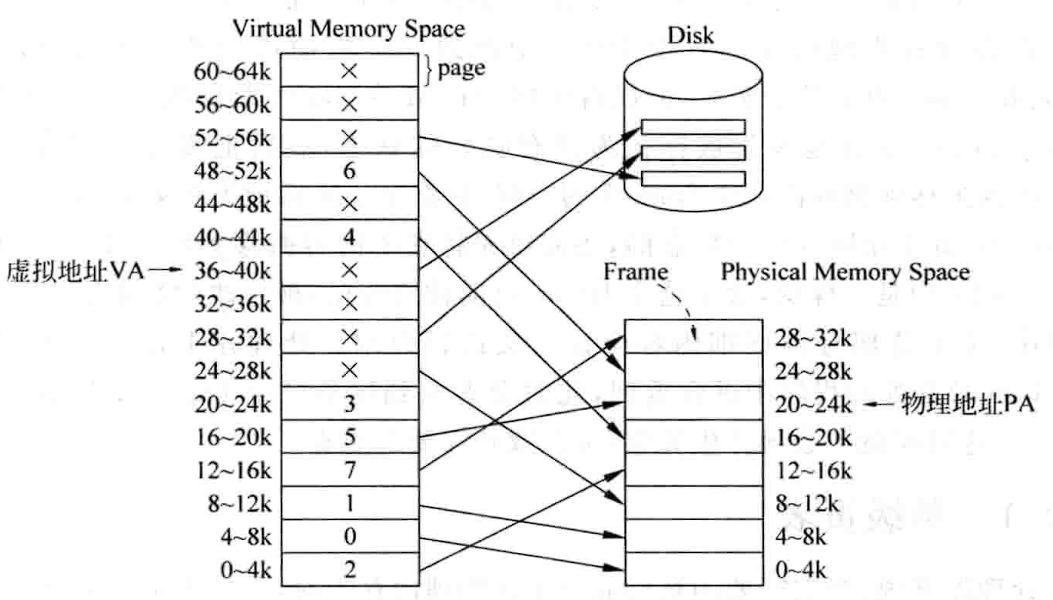 Virtual Memory Space
Disk
60~64k ×
page
56~60k ×
52~56k ×
48~52k 6
44~48k ×
40~44k 4
虚拟地址VA
36~40k ×
32~36k ×
28~32k ×
24~28k ×
20~24k 3
16~20k 5
12~16k 7
8~12k 1
4~8k 0
0~4k 2
Frame
Physical Memory Space
28~32k
24~28k
20~24k
物理地址PA
16~20k
12~16k
8~12k
4~8k
0~4k